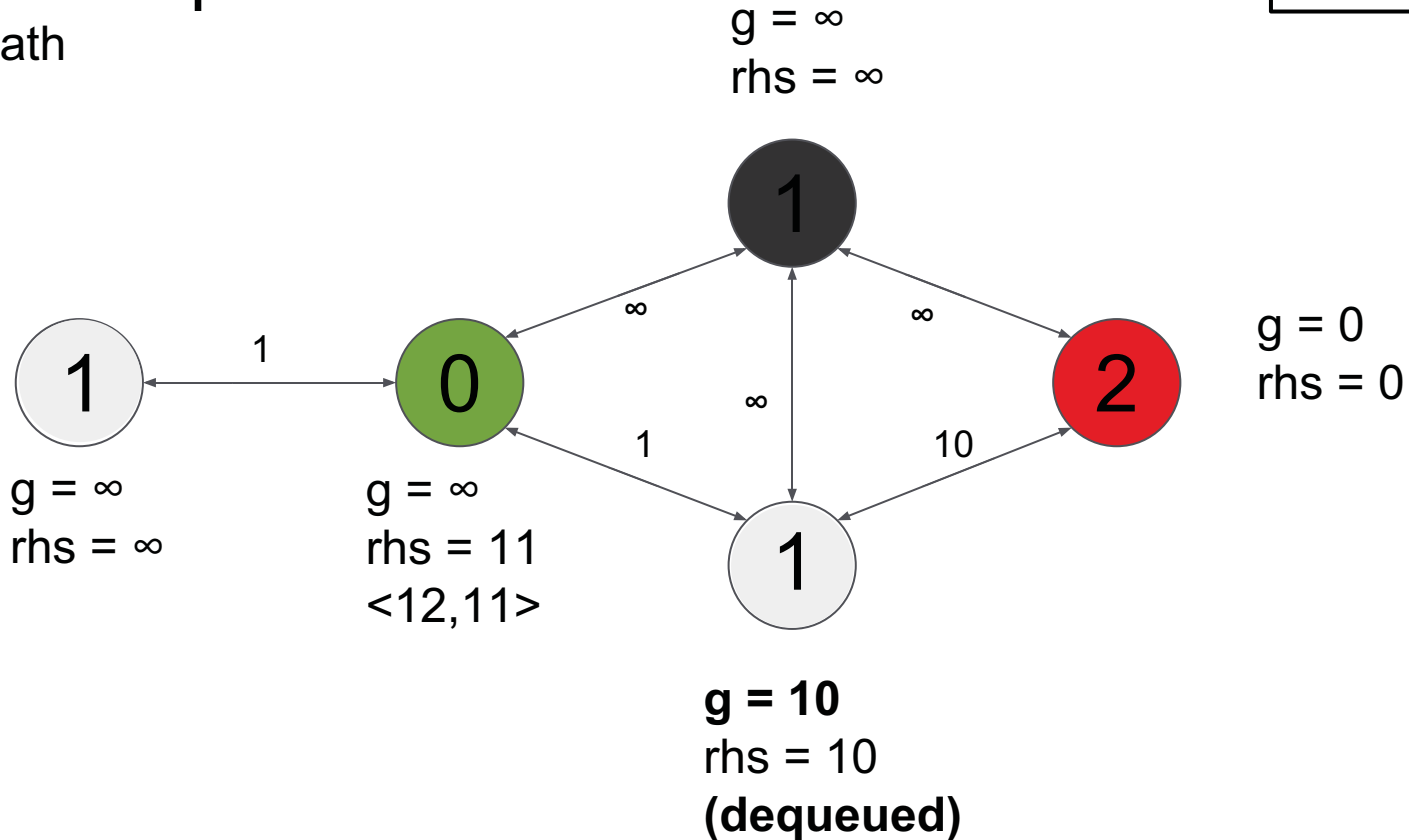 ath
g = ∞
rhs = ∞
1
∞
∞
g = 0
rhs = 0
1
1
0
2
∞
1
10
g = ∞
rhs = ∞
g = ∞
rhs = 11
<12,11>
1
g = 10
rhs = 10
(dequeued)